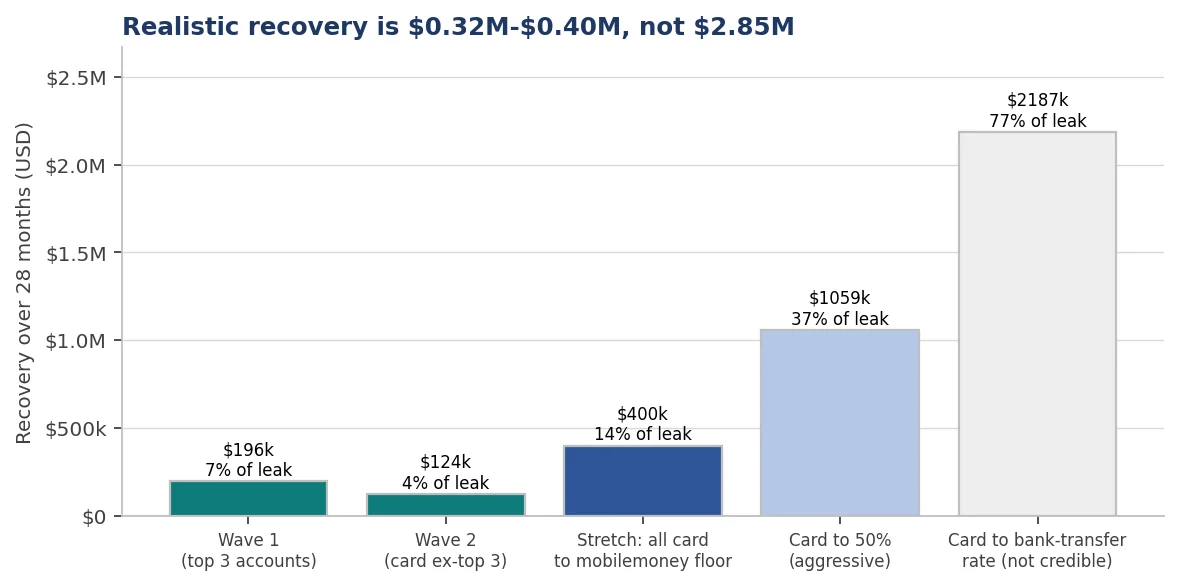 Realistic recovery is $0.32M-$0.40M, not $2.85M
Recovery over 28 months (USD)
$2.5M
$2.0M
$1.5M
$1.0M
$500k
$0
$196k
7% of leak
$124k
4% of leak
$400k
14% of leak
$1059k
37% of leak
$2187k
77% of leak
Wave 1
(top 3 accounts)
Wave 2
(card ex-top 3)
Stretch: all card
to mobilemoney floor
Card to 50%
(aggressive)
Card to bank-transfer
rate (not credible)